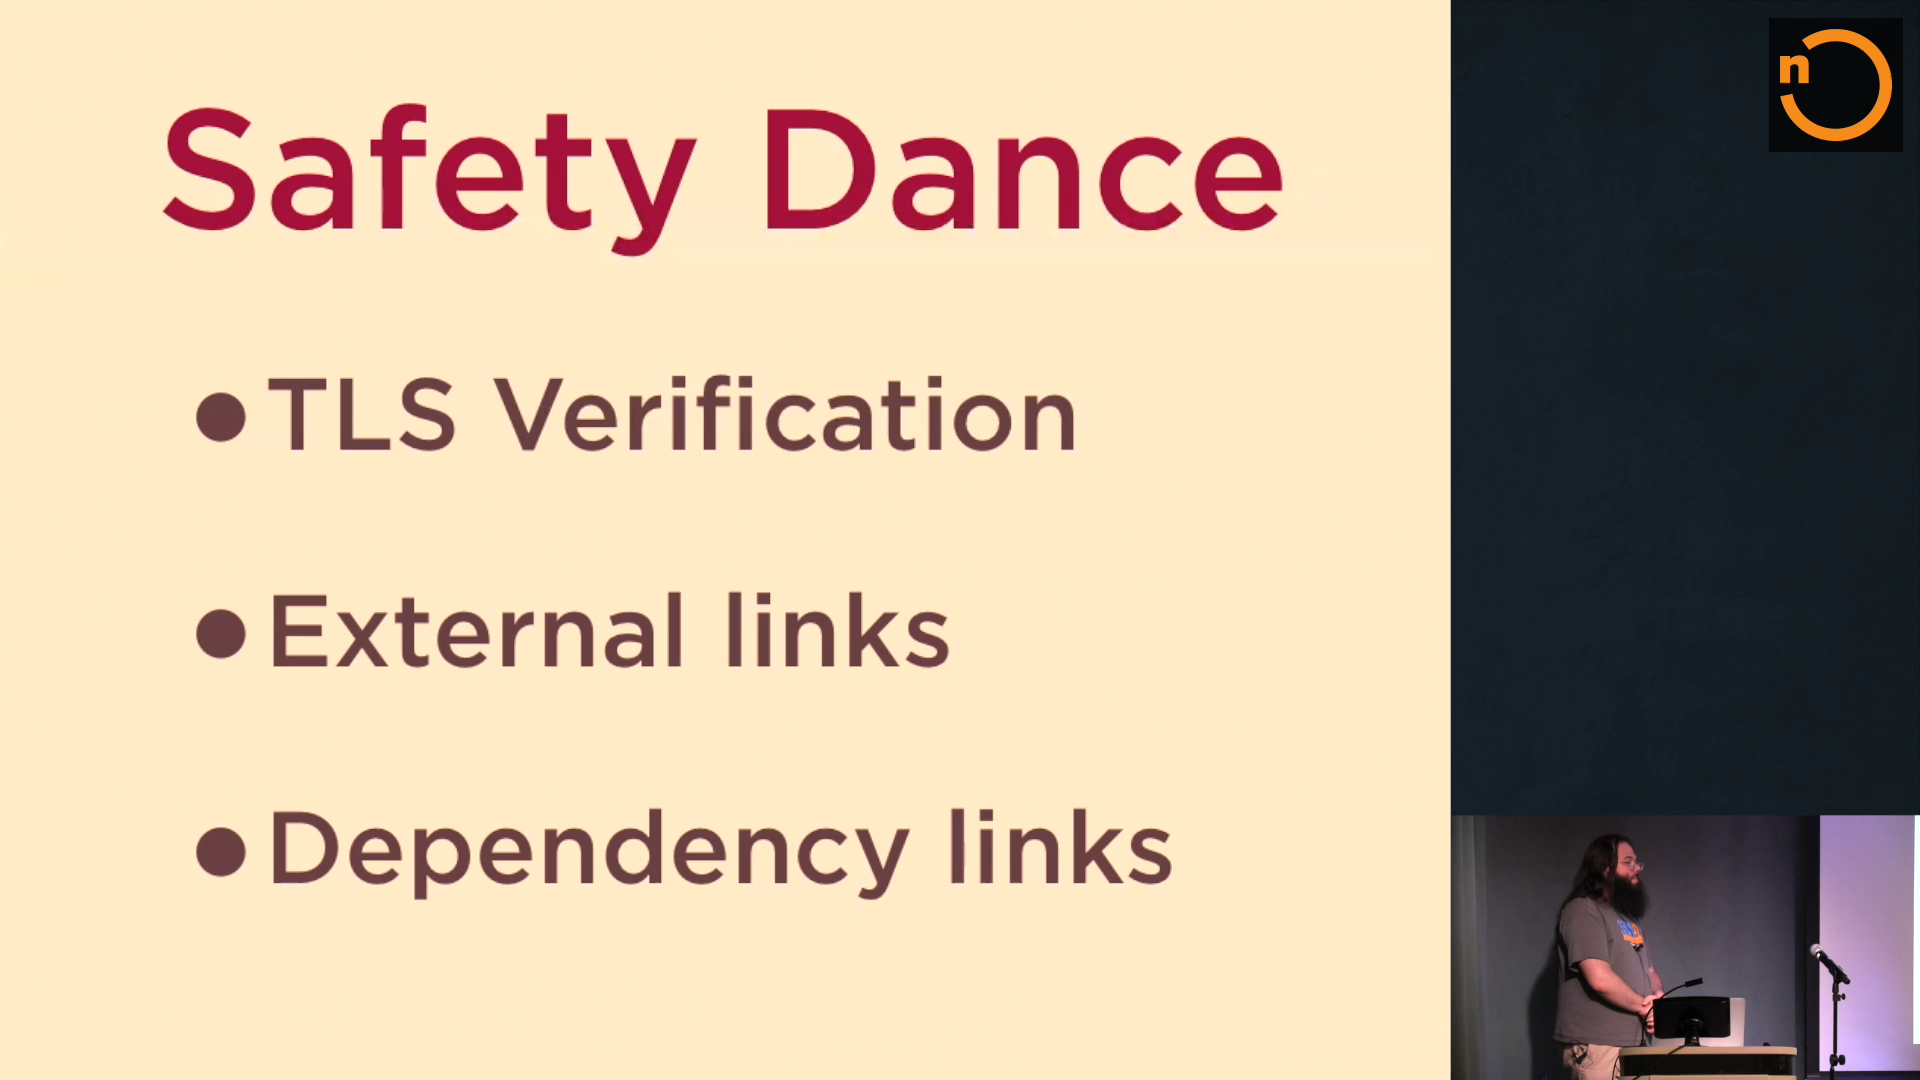 Safety Dance
• TLS Verification
• External links
• Dependency links
n